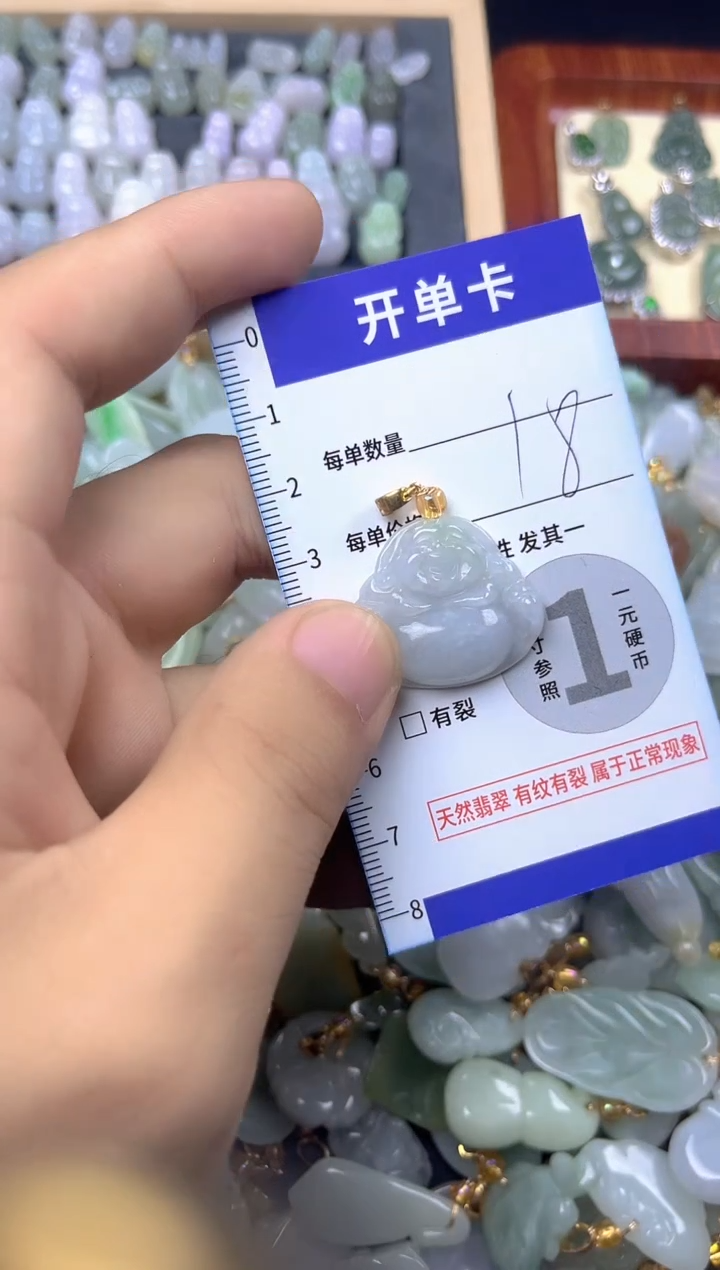 开单卡
0
1
每单数量 18
2
每单价
3
发其一
1
一元硬币
参照
□有裂
6
天然翡翠 有纹有裂 属于正常现象
7
8